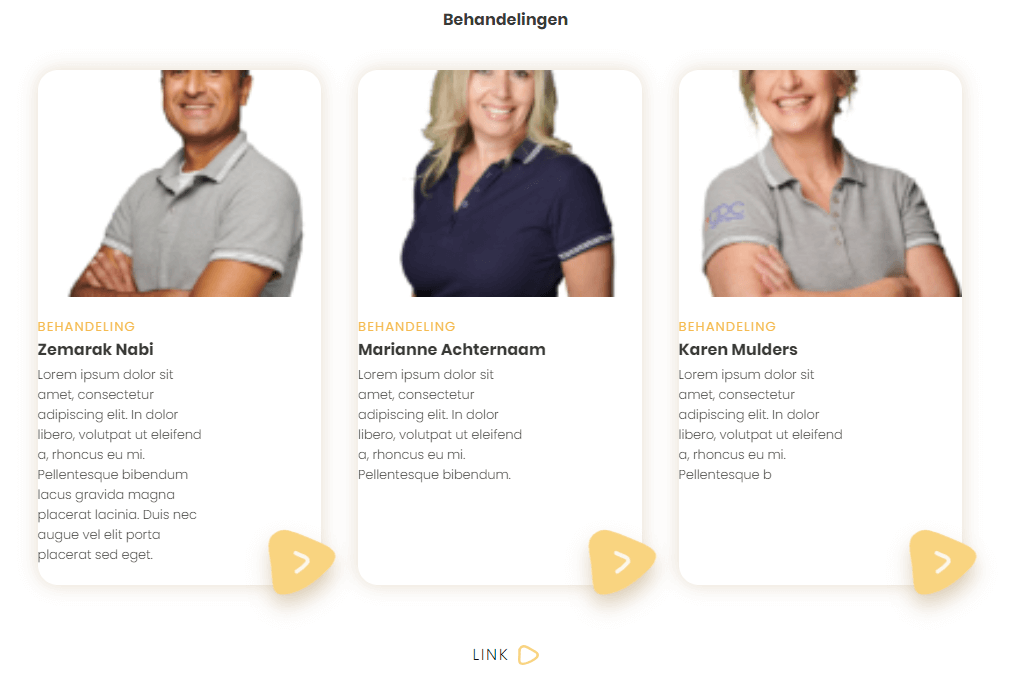 Behandelingen
BEHANDELING
Zemarak Nabi
Lorem ipsum dolor sit
amet, consectetur
adipiscing elit. In dolor
libero, volutpat ut eleifend
a, rhoncus eu mi.
Pellentesque bibendum
lacus gravida magna
placerat lacinia. Duis nec
augue vel elit porta
placerat sed eget.
BEHANDELING
Marianne Achternaam
Lorem ipsum dolor sit
amet, consectetur
adipiscing elit. In dolor
libero, volutpat ut eleifend
a, rhoncus eu mi.
Pellentesque bibendum.
BEHANDELING
Karen Mulders
Lorem ipsum dolor sit
amet, consectetur
adipiscing elit. In dolor
libero, volutpat ut eleifend
a, rhoncus eu mi.
Pellentesque b
LINK